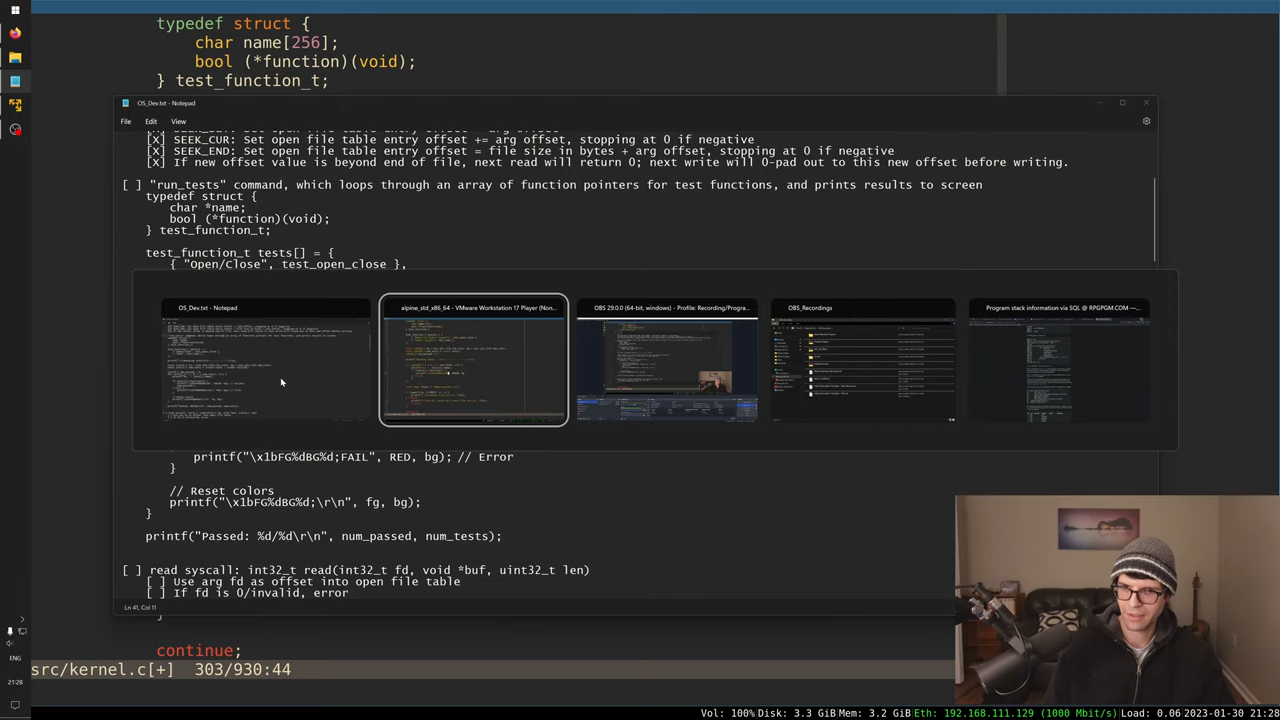 typedef struct {
char name[256];
bool (*function)(void);
} test_function_t;
OS_Dev.txt - Notepad
File Edit View
[X] SEEK_CUR: Set open file table entry offset += arg offset, stopping at 0 if negative
[X] SEEK_END: Set open file table entry offset = file size in bytes + arg offset, stopping at 0 if negative
[X] If new offset value is beyond end of file, next read will return 0; next write will 0-pad out to this new offset before writing.
[ ] "run_tests" command, which loops through an array of function pointers for test functions, and prints results to screen
typedef struct {
char *name;
bool (*function)(void);
} test_function_t;
test_function_t tests[] = {
{ "Open/Close", test_open_close },
OS_Dev.txt - Notepad
alpine_std_x86_64 - VMware Workstation 17 Player (Non...
OBS 29.0.0 (64-bit, windows) - Profile: Recording/Progra...
OBS_Recordings
Program stack information via SQL @ RPGPGM.COM —...
printf("\x1bFG%dBG%d;FAIL", RED, bg); // Error
}
// Reset colors
printf("\x1bFG%dBG%d;\r\n", fg, bg);
}
printf("Passed: %d/%d\r\n", num_passed, num_tests);
[ ] read syscall: int32_t read(int32_t fd, void *buf, uint32_t len)
[ ] Use arg fd as offset into open file table
[ ] If fd is 0/invalid, error
Ln 41, Col 11
}
continue;
src/kernel.c[+] 303/930:44
ENG
21:28
Vol: 100% Disk: 3.3 GiB Mem: 3.2 GiB Eth: 192.168.111.129 (1000 Mbit/s) Load: 0.06 2023-01-30 21:28